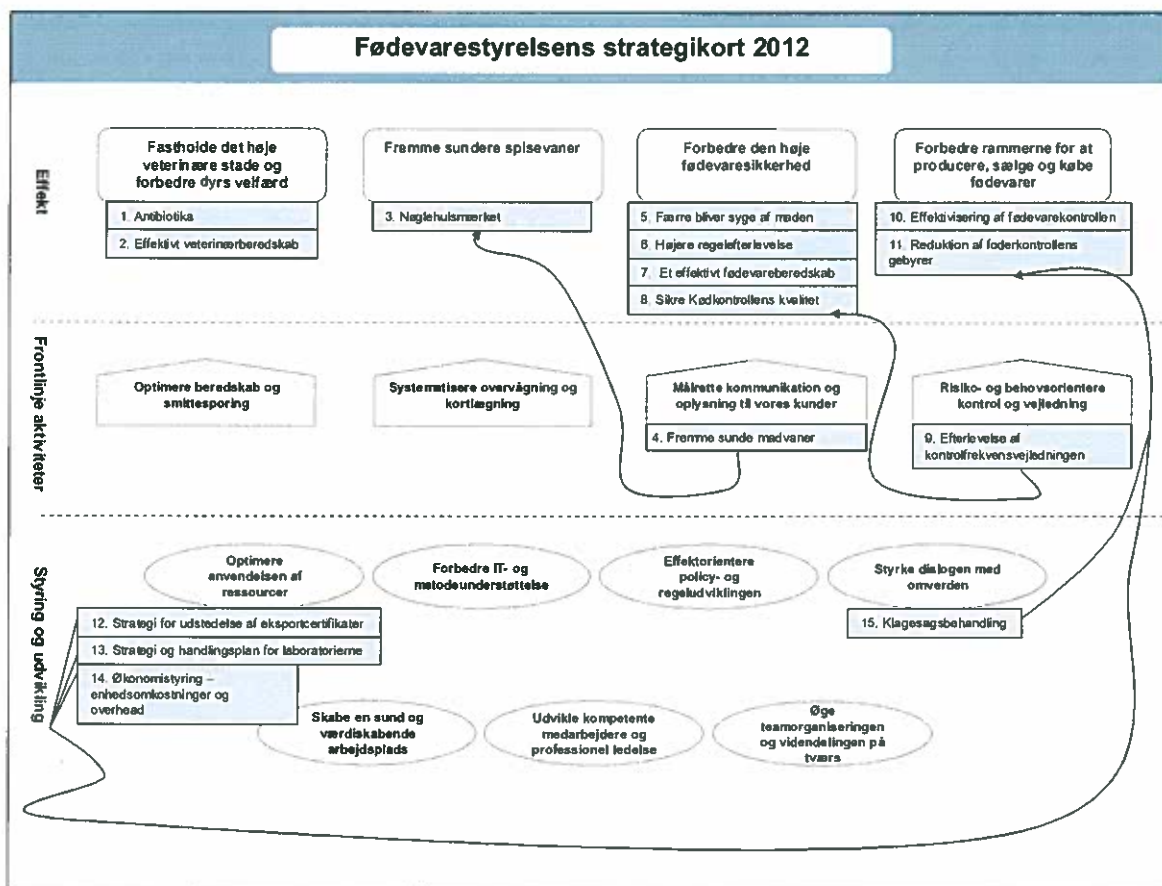 Fødevarestyrelsens strategikort 2012
Effekt
Fastholde det høje
veterinære stade og
forbedre dyrs velfærd
1. Antibiotika
2. Effektivt veterinærberedskab
Fremme sundere spisevaner
3. Nøglehulsmærket
Forbedre den høje
fødevaresikkerhed
5. Færre bliver syge af maden
6. Højere regelefterlevelse
7. Et effektivt fødevareberedskab
8. Sikre Kødkontrollens kvalitet
Forbedre rammerne for at
producere, sælge og købe
fødevarer
10. Effektivisering af fødevarekontrollen
11. Reduktion af foderkontrollens
gebyrer
Frontlinje aktiviteter
Optimere beredskab og
smittesporing
Systematisere overvågning og
kortlægning
Målrette kommunikation og
oplysning til vores kunder
4. Fremme sunde madvaner
Risiko- og behovsorientere
kontrol og vejledning
9. Efterlevelse af
kontrolfrekvensvejledningen
Styring og udvikling
Optimere
anvendelsen af
ressourcer
Forbedre IT- og
metodeunderstøttelse
Effektorientere
policy- og
regeludviklingen
Styrke dialogen med
omverden
12. Strategi for udstedelse af eksportcertifikater
13. Strategi og handlingsplan for laboratorierne
14. Økonomistyring –
enhedsomkostninger og
overhead
15. Klagesagsbehandling
Skabe en sund og
værdiskabende
arbejdsplads
Udvikle kompetente
medarbejdere og
professionel ledelse
Øge
teamorganiseringen
og videndelingen på
tværs